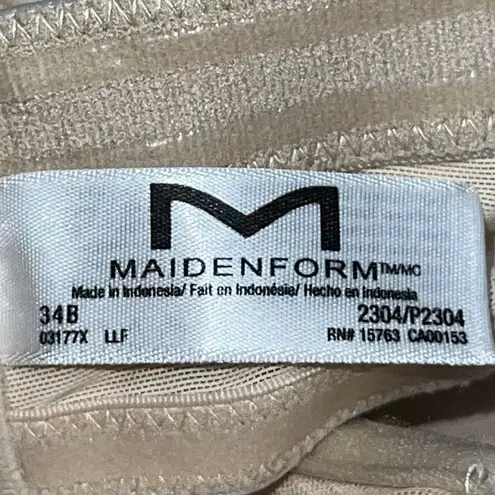 M
MAIDENFORM™/MC
Made in Indonesia/ Fait en Indonésie/ Hecho en Indonesia
34B 2304/P2304
03177X LLF RN# 15763 CA00153